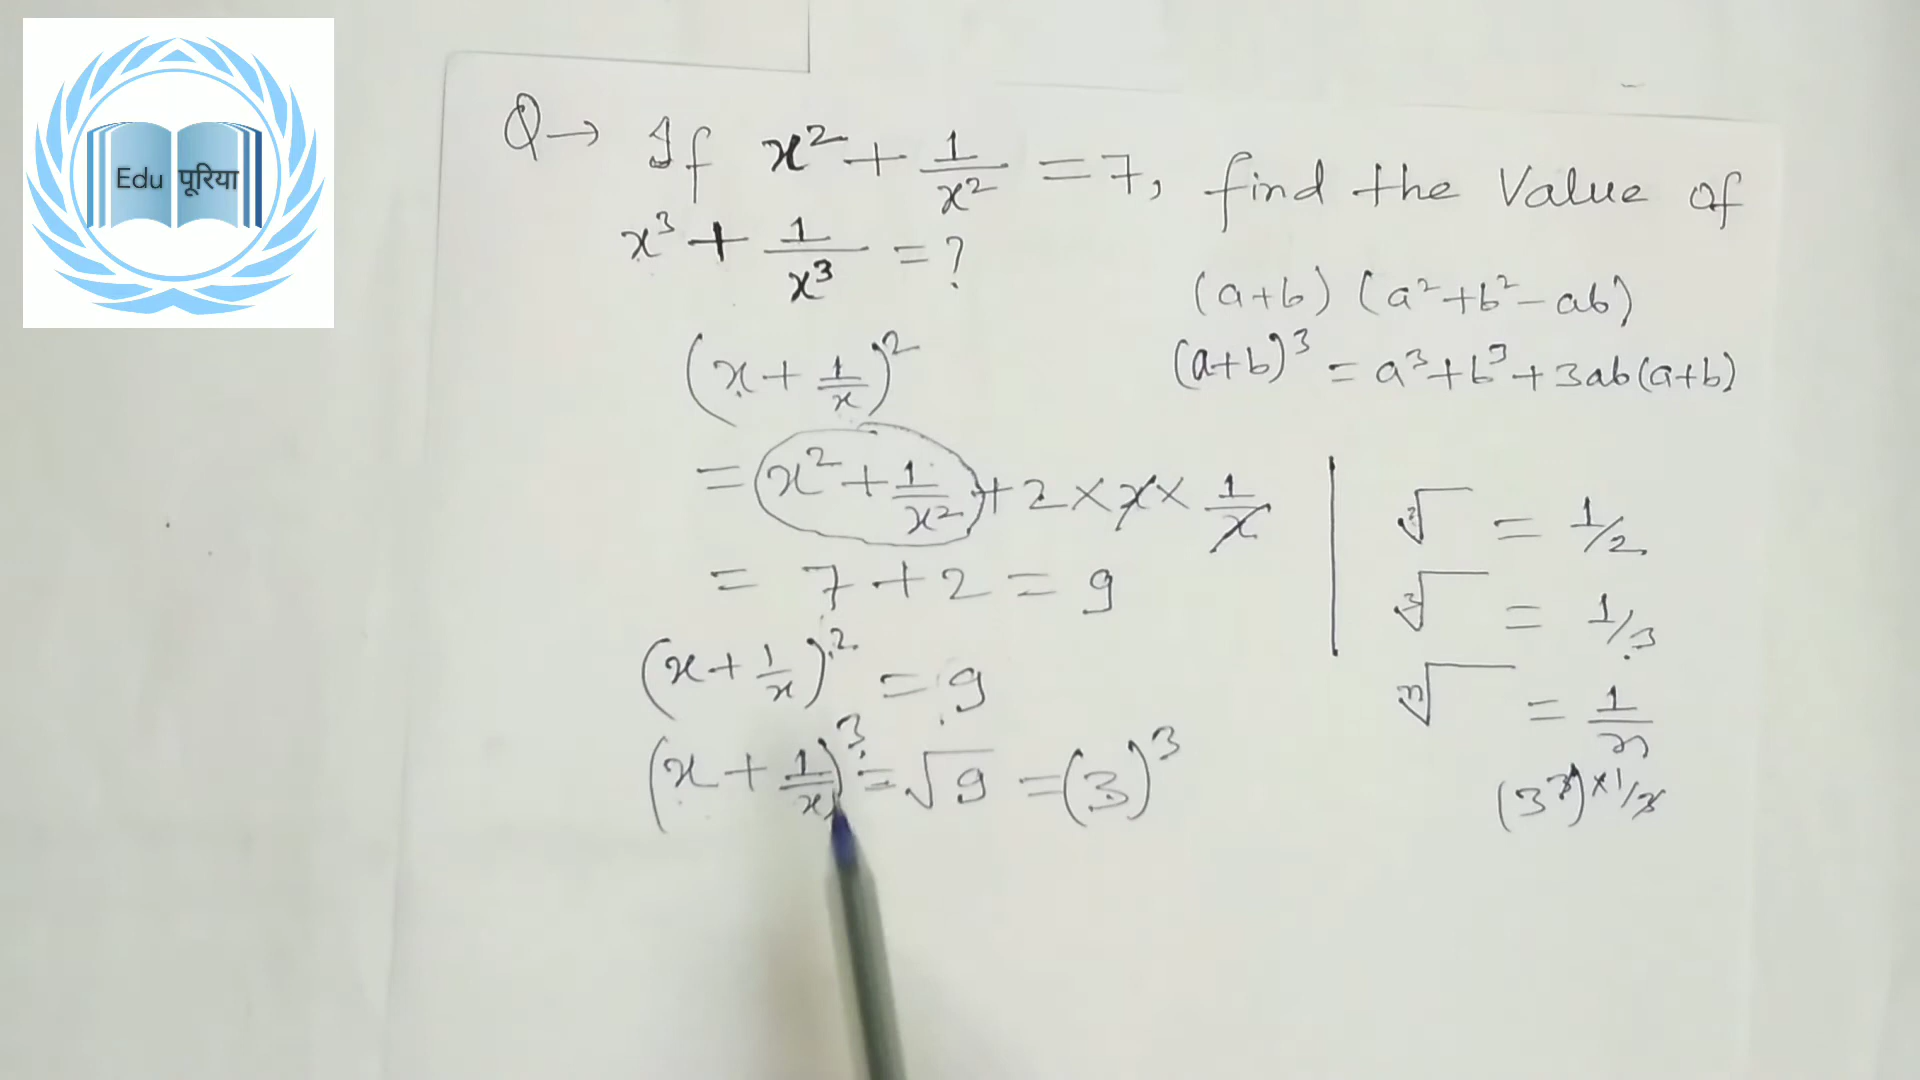 Edu पूरिया
Q→ If x² + 1/x² = 7, find the Value of
x³ + 1/x³ = ?
(a+b) (a²+b²-ab)
(a+b)³ = a³+b³+3ab(a+b)
(x + 1/x)²
= x² + 1/x² + 2 × x × 1/x
= 7 + 2 = 9
(x + 1/x)² = 9
(x + 1/x)³ = √9 = (3)³
²√ = 1/2
³√ = 1/3
ⁿ√ = 1/n